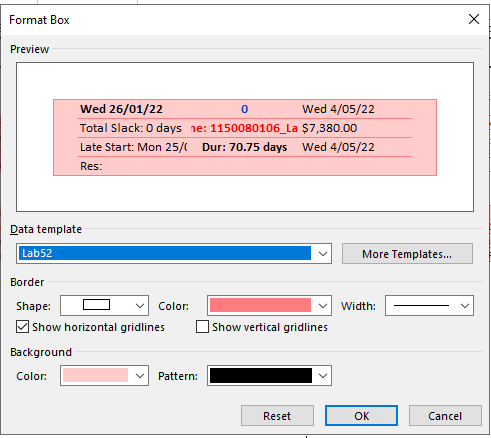 Format Box
Preview
Wed 26/01/22 0 Wed 4/05/22
Total Slack: 0 days ne: 1150080106_La $7,380.00
Late Start: Mon 25/0 Dur: 70.75 days Wed 4/05/22
Res:
Data template
Lab52 More Templates...
Border
Shape: Color: Width:
Show horizontal gridlines Show vertical gridlines
Background
Color: Pattern:
Reset OK Cancel